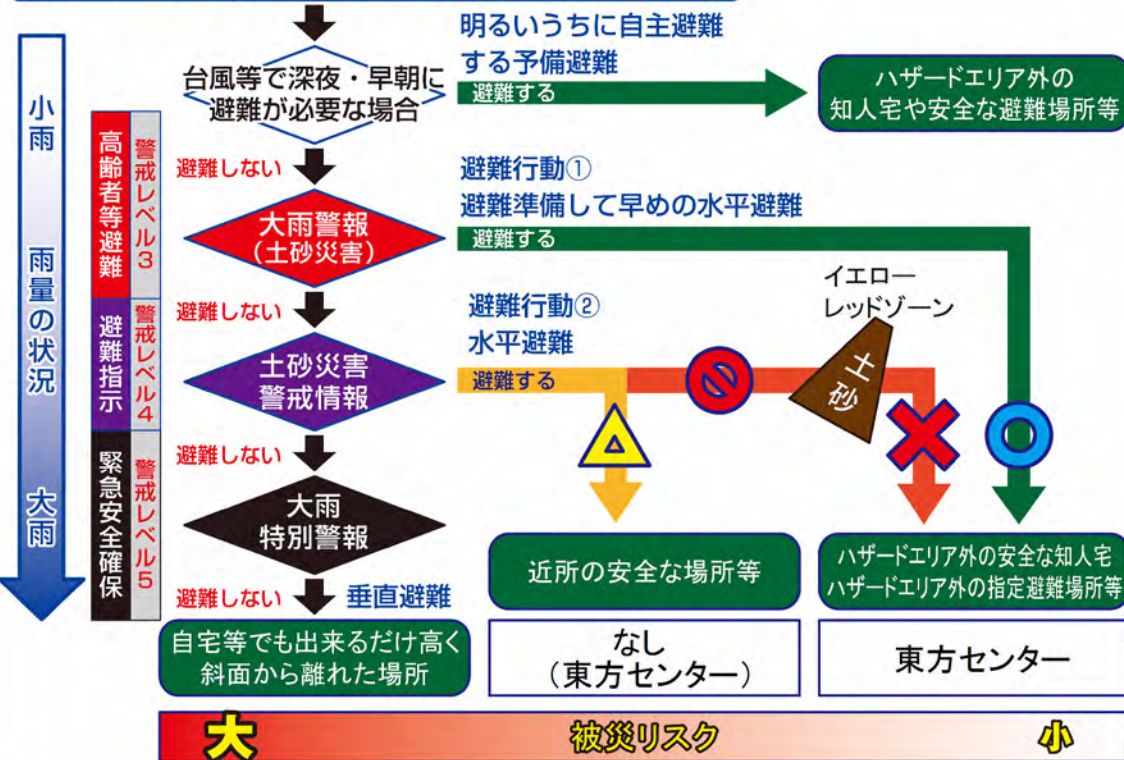 明るいうちに自主避難
する予備避難
台風等で深夜・早朝に
避難が必要な場合
避難する
ハザードエリア外の
知人宅や安全な避難場所等
小雨
雨量の状況
大雨
高齢者等避難
警戒レベル3
避難しない
避難行動①
避難準備して早めの水平避難
大雨警報
(土砂災害)
避難する
イエロー
レッドゾーン
避難指示
警戒レベル4
避難しない
避難行動②
水平避難
土砂災害
警戒情報
避難する
土砂
緊急安全確保
警戒レベル5
避難しない
大雨
特別警報
近所の安全な場所等
ハザードエリア外の安全な知人宅
ハザードエリア外の指定避難場所等
避難しない
垂直避難
自宅等でも出来るだけ高く
斜面から離れた場所
なし
(東方センター)
東方センター
大
被災リスク
小